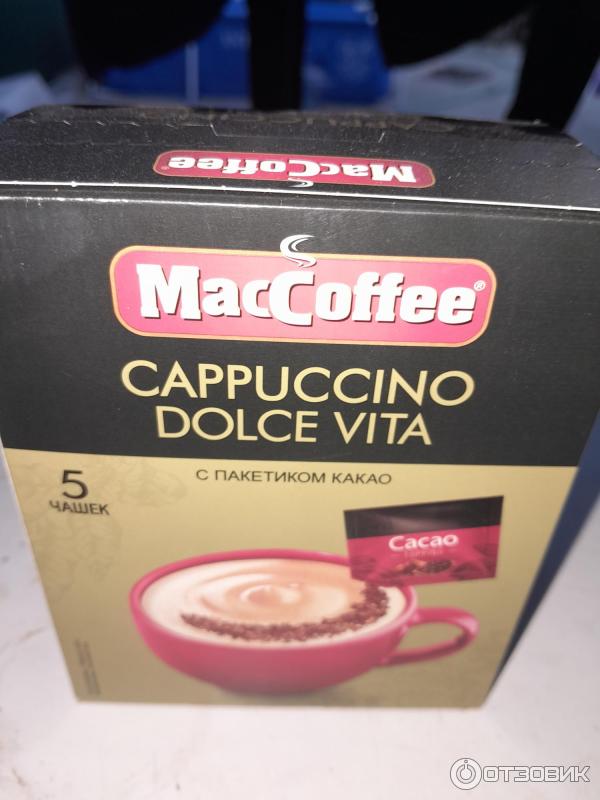 MacCoffee®
MacCoffee®
CAPPUCCINO
DOLCE VITA
С ПАКЕТИКОМ КАКАО
5
ЧАШЕК
Cacao
ОТЗОВИК